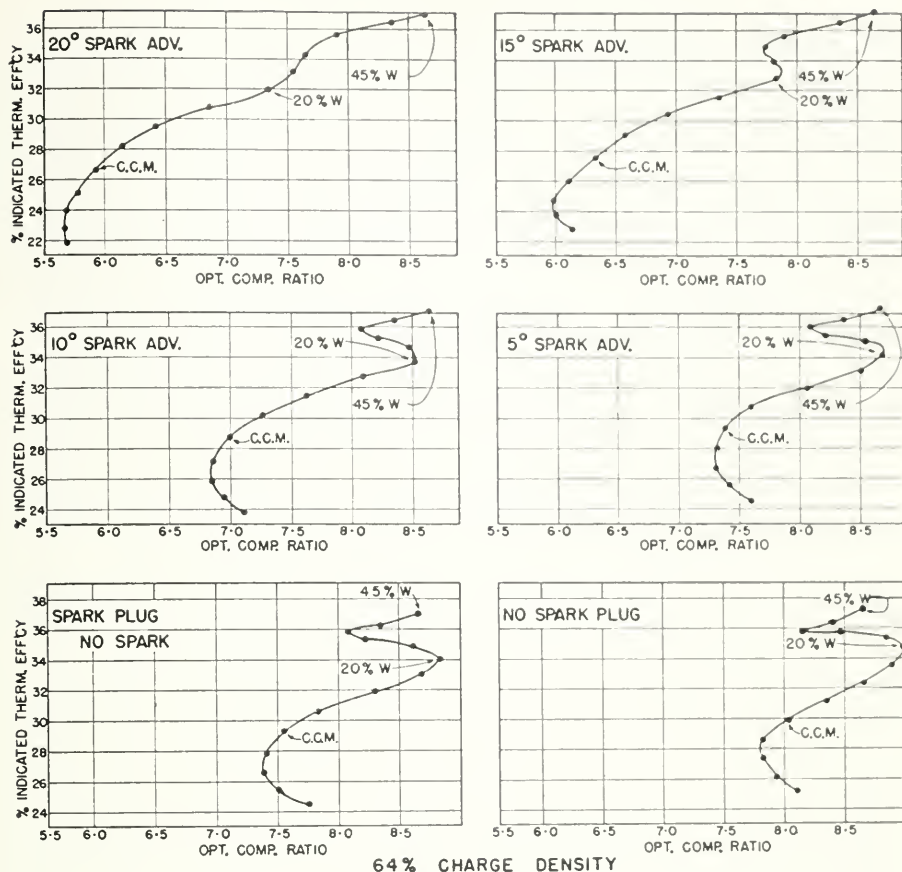 % INDICATED THERM. EFFCY
36
34
32
30
28
26
24
22
20° SPARK ADV.
45% W
20% W
C.C.M.
5.5 6.0 6.5 7.0 7.5 8.0 8.5
OPT. COMP. RATIO
15° SPARK ADV.
45% W
20% W
C.C.M.
5.5 6.0 6.5 7.0 7.5 8.0 8.5
OPT. COMP. RATIO
% INDICATED THERM. EFFCY
36
34
32
30
28
26
24
10° SPARK ADV.
20% W
45% W
C.C.M.
5.5 6.0 6.5 7.0 7.5 8.0 8.5
OPT. COMP. RATIO
5° SPARK ADV.
20% W
45% W
C.C.M.
5.5 6.0 6.5 7.0 7.5 8.0 8.5
OPT. COMP. RATIO
% INDICATED THERM. EFFCY
38
36
34
32
30
28
26
24
SPARK PLUG
NO SPARK
45% W
20% W
C.C.M.
5.5 6.0 6.5 7.0 7.5 8.0 8.5
OPT. COMP. RATIO
NO SPARK PLUG
45% W
20% W
C.C.M.
5.5 6.0 6.5 7.0 7.5 8.0 8.5
OPT. COMP. RATIO
64% CHARGE DENSITY